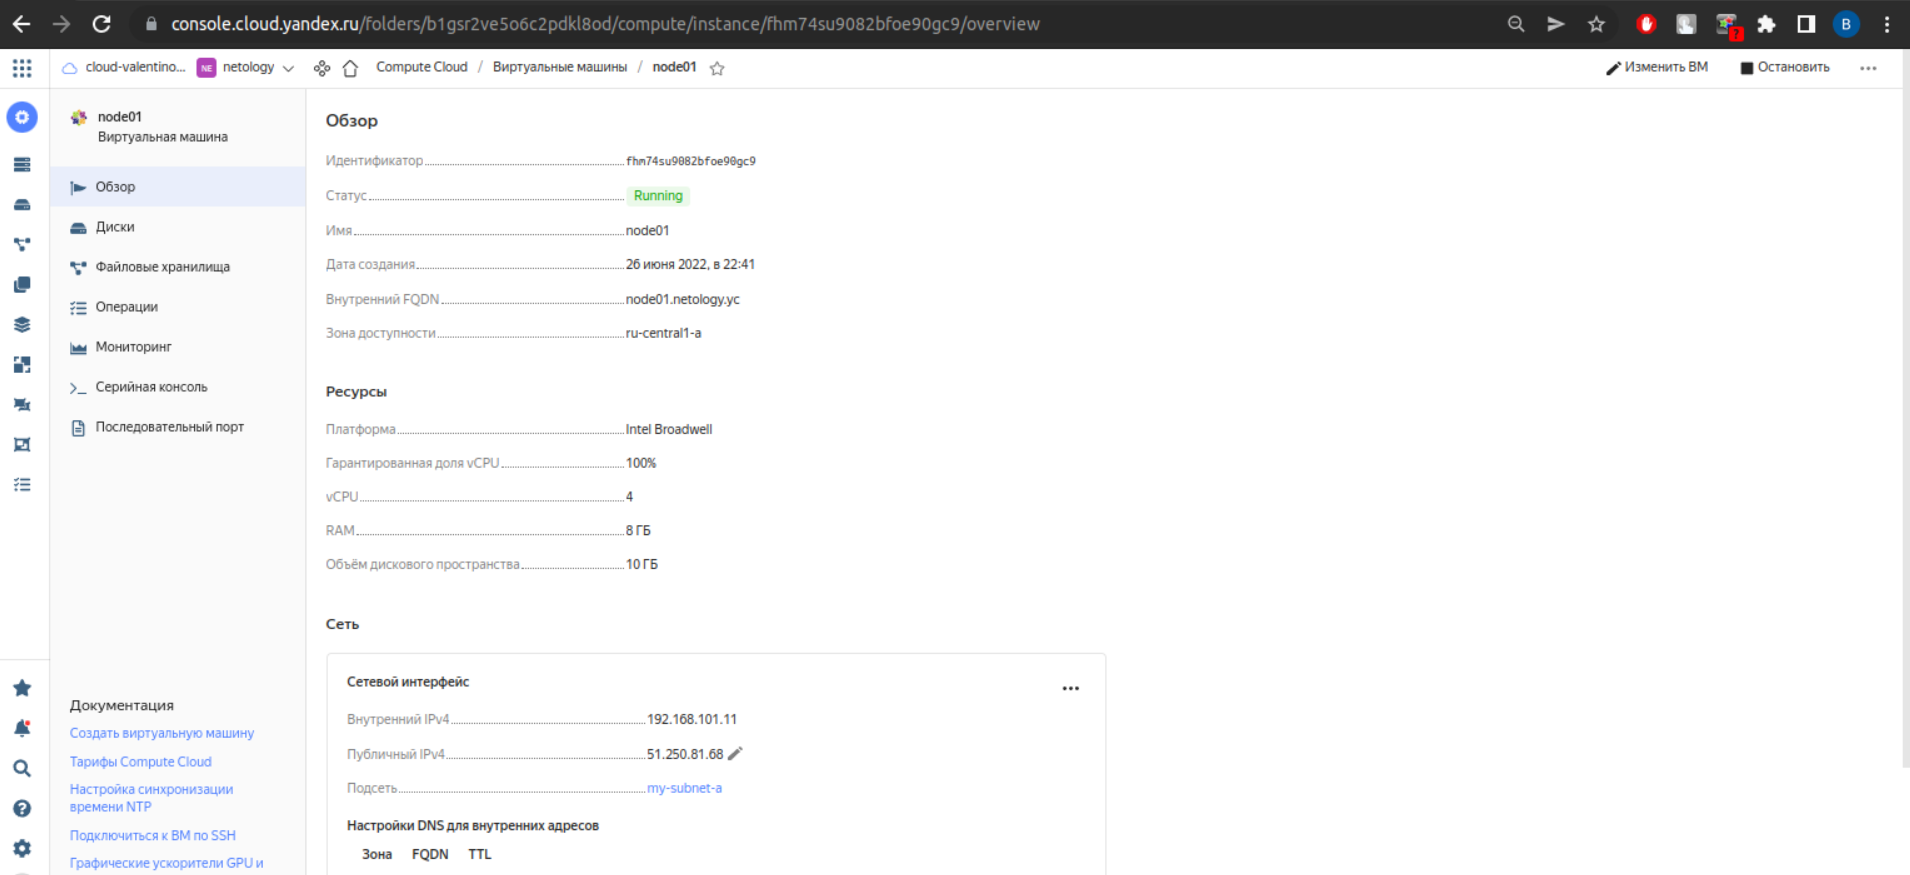 console.cloud.yandex.ru/folders/b1gsr2ve5o6c2pdkl8od/compute/instance/fhm74su9082bfoe90gc9/overview
?
B
cloud-valentino... NE netology Compute Cloud / Виртуальные машины / node01
Изменить ВМ Остановить
node01
Виртуальная машина
Обзор
Диски
Файловые хранилища
Операции
Мониторинг
Серийная консоль
Последовательный порт
Документация
Создать виртуальную машину
Тарифы Compute Cloud
Настройка синхронизации
времени NTP
Подключиться к ВМ по SSH
Графические ускорители GPU и
Обзор
Идентификатор fhm74su9082bfoe90gc9
Статус Running
Имя node01
Дата создания 26 июня 2022, в 22:41
Внутренний FQDN node01.netology.yc
Зона доступности ru-central1-a
Ресурсы
Платформа Intel Broadwell
Гарантированная доля vCPU 100%
vCPU 4
RAM 8 ГБ
Объём дискового пространства 10 ГБ
Сеть
Сетевой интерфейс
Внутренний IPv4 192.168.101.11
Публичный IPv4 51.250.81.68
Подсеть my-subnet-a
Настройки DNS для внутренних адресов
Зона FQDN TTL